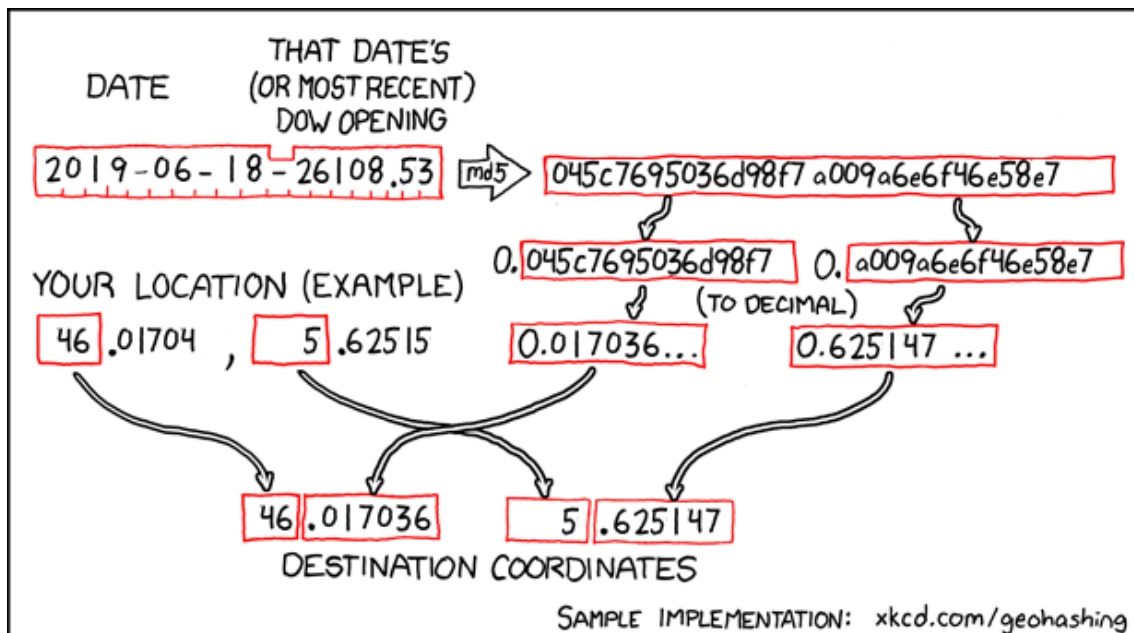 DATE
THAT DATE'S
(OR MOST RECENT)
DOW OPENING
2019-06-18-26108.53
md5
045c7695036d98f7a009a6e6f46e58e7
0.045c7695036d98f7
0.a009a6e6f46e58e7
YOUR LOCATION (EXAMPLE)
(TO DECIMAL)
46.01704, 5.62515
0.017036...
0.625147...
46.017036
5.625147
DESTINATION COORDINATES
SAMPLE IMPLEMENTATION: xkcd.com/geohashing